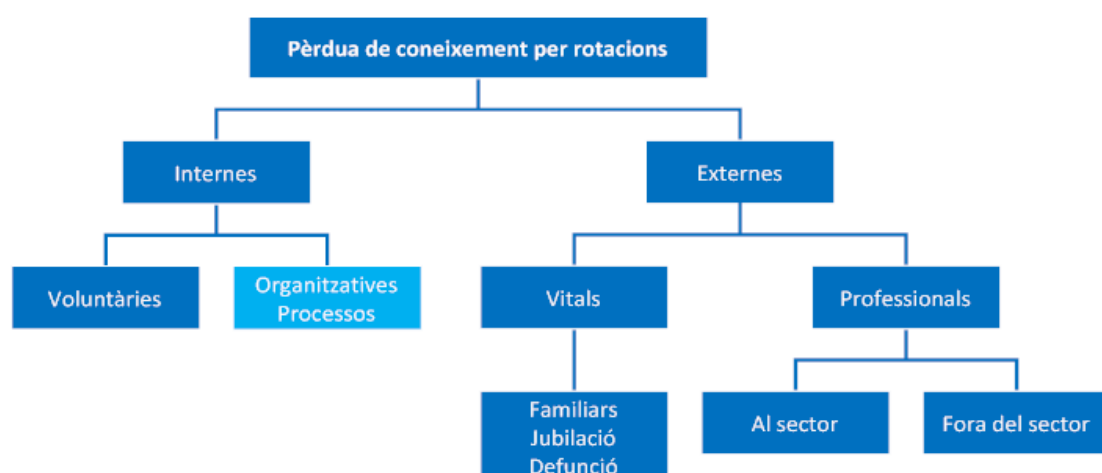 Pèrdua de coneixement per rotacions
Internes
Externes
Voluntàries
Organitzatives
Processos
Vitals
Professionals
Familiars
Jubilació
Defunció
Al sector
Fora del sector